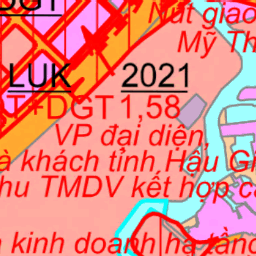 DGT
Nút giao
Mỹ Th
LUK 2021
T+DGT 1,58
VP đại diện,
à khách tỉnh Hậu Gi
hu TMDV kết hợp c
kinh doanh hạ tầng